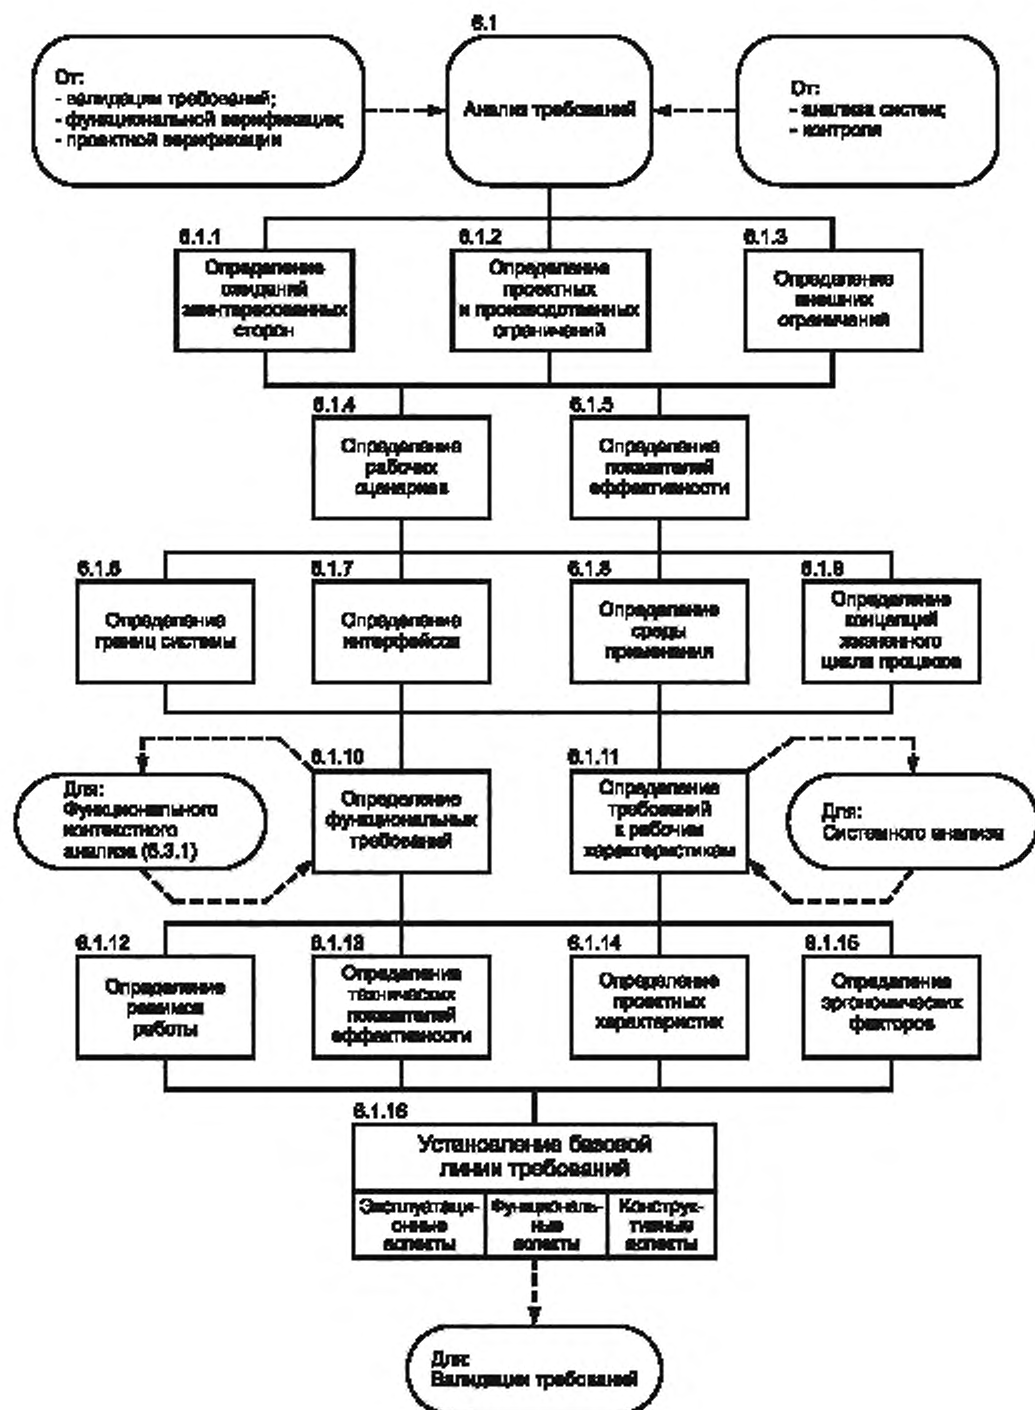 6.1
От:
- валидации требований;
- функциональной верификации;
- проектной верификации
Анализ требований
От:
- анализа систем;
- контроля
6.1.1
Определение
ожиданий
заинтересованных
сторон
6.1.2
Определение
проектных
и производственных
ограничений
6.1.3
Определение
внешних
ограничений
6.1.4
Определение
рабочих
сценариев
6.1.5
Определение
показателей
эффективности
6.1.6
Определение
границ системы
6.1.7
Определение
интерфейсов
6.1.8
Определение
среды
применения
6.1.9
Определение
концепций
жизненного
цикла процесса
Для:
Функционального
контекстного
анализа (6.3.1)
6.1.10
Определение
функциональных
требований
6.1.11
Определение
требований
к рабочим
характеристикам
Для:
Системного анализа
6.1.12
Определение
режимов
работы
6.1.13
Определение
технических
показателей
эффективности
6.1.14
Определение
проектных
характеристик
6.1.15
Определение
эргономических
факторов
6.1.16
Установление базовой
линии требований
Эксплуатаци-
онные
аспекты
Функциональ-
ные
аспекты
Конструк-
тивные
аспекты
Для:
Валидации требований